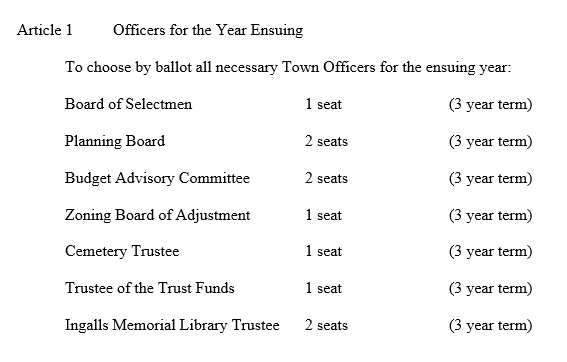 Article 1 Officers for the Year Ensuing
To choose by ballot all necessary Town Officers for the ensuing year:
Board of Selectmen 1 seat (3 year term)
Planning Board 2 seats (3 year term)
Budget Advisory Committee 2 seats (3 year term)
Zoning Board of Adjustment 1 seat (3 year term)
Cemetery Trustee 1 seat (3 year term)
Trustee of the Trust Funds 1 seat (3 year term)
Ingalls Memorial Library Trustee 2 seats (3 year term)